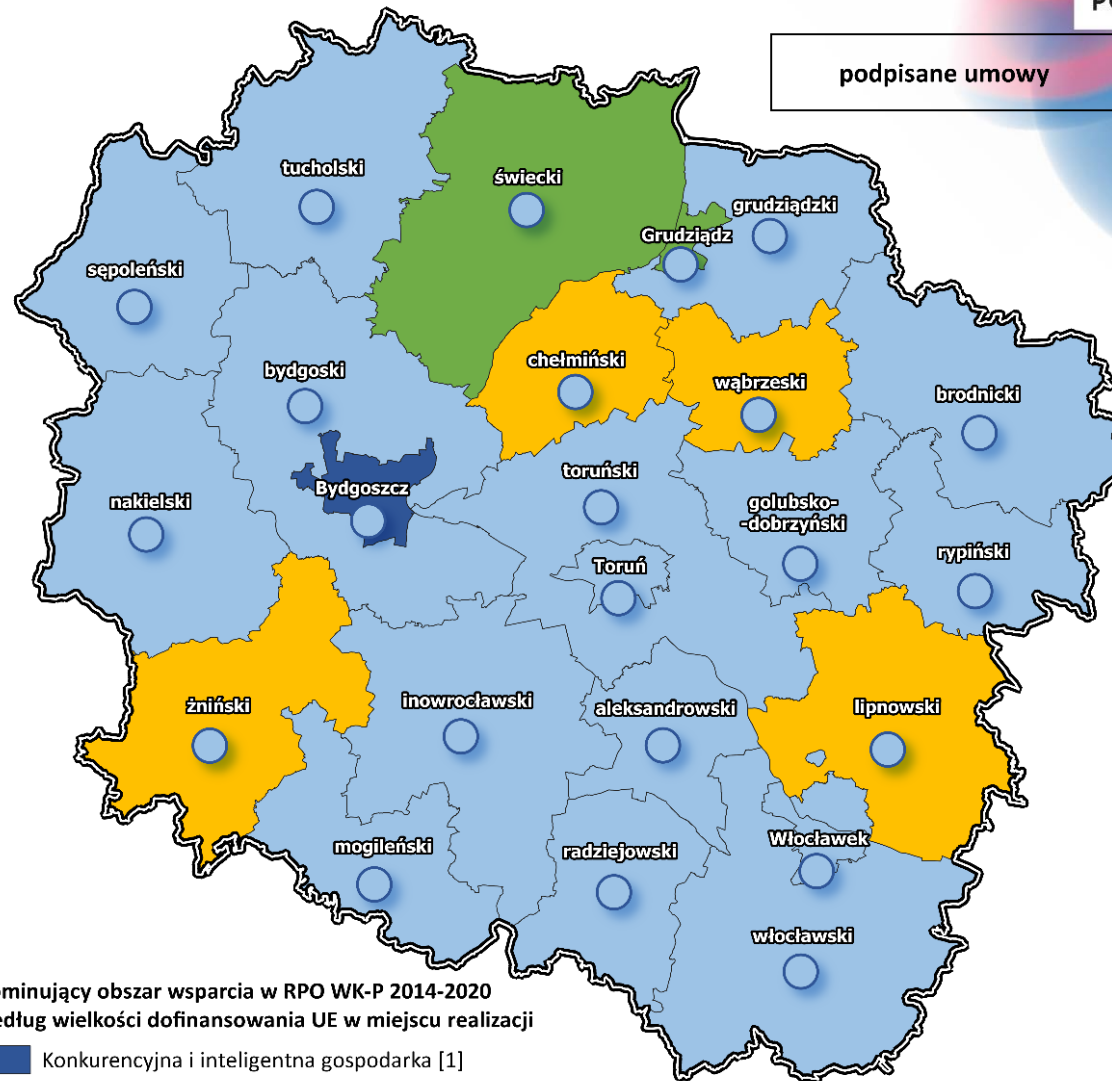 Po
podpisane umowy
tucholski
świecki
grudziądzki
Grudziądz
sępoleński
chełmiński
bydgoski
wąbrzeski
brodnicki
toruński
Bydgoszcz
nakielski
golubsko-
-dobrzyński
rypiński
Toruń
żniński
inowrocławski
aleksandrowski
lipnowski
mogileński
radziejowski
Włocławek
włocławski
ominujący obszar wsparcia w RPO WK-P 2014-2020
edług wielkości dofinansowania UE w miejscu realizacji
Konkurencyjna i inteligentna gospodarka [1]